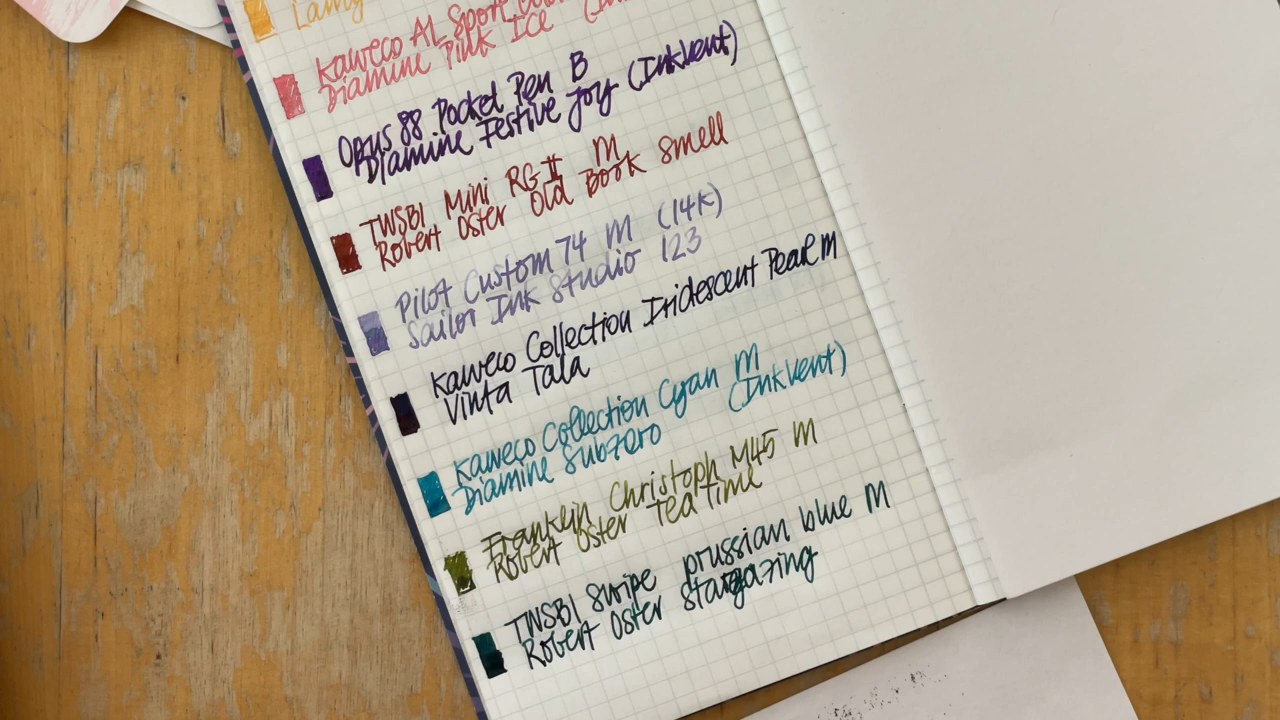 Lamy
Kaweco AL Sport
Diamine Pink Ice
Opus 88 Pocket Pen B
Diamine Festive Joy (Inkvent)
TWSBI Mini RG II M
Robert Oster Old Book Smell
Pilot Custom 74 M (14K)
Sailor Ink Studio 123
Kaweco Collection Iridescent Pearl M
Vinta Tala
Kaweco Collection Cyan M
Diamine Subzero (Inkvent)
Franklin Christoph M45 M
Robert Oster Tea Time
TWSBI Swipe prussian blue M
Robert Oster stargazing